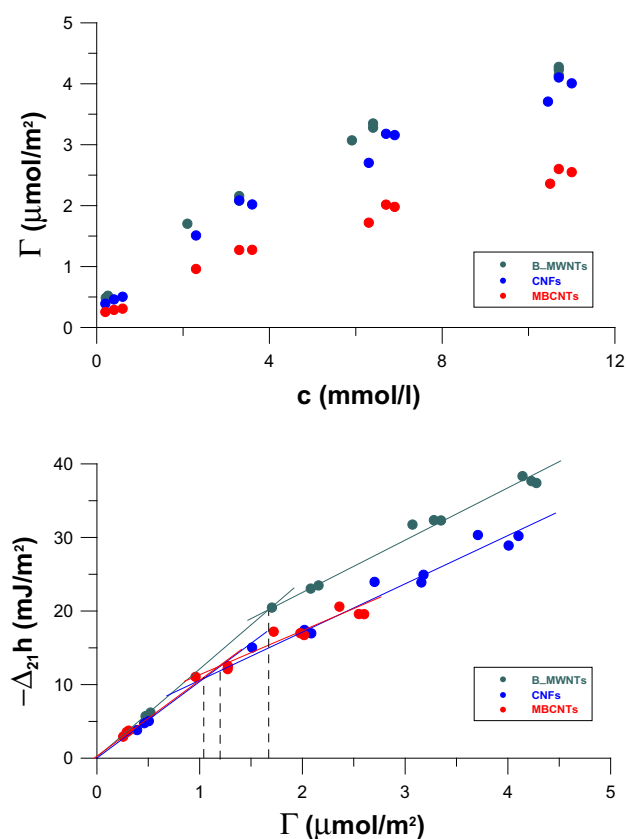 5
4
3
2
1
0
Γ (μmol/m²)
B_MWNTs
CNFs
MBCNTs
0 4 8 12
c (mmol/l)
40
30
20
10
0
−Δ₂₁h (mJ/m²)
B_MWNTs
CNFs
MBCNTs
0 1 2 3 4 5
Γ (μmol/m²)